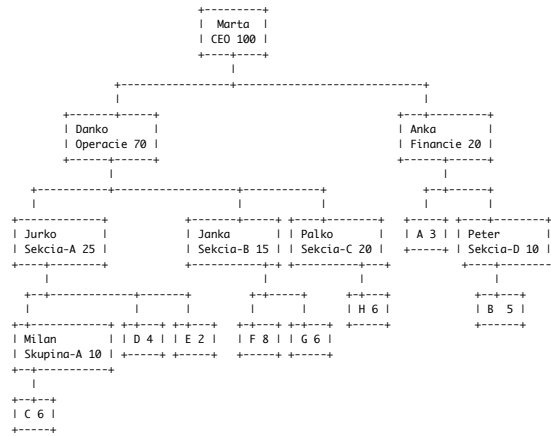 Marta
CEO 100
Danko
Operacie 70
Anka
Financie 20
Jurko
Sekcia-A 25
Janka
Sekcia-B 15
Palko
Sekcia-C 20
A 3
Peter
Sekcia-D 10
H 6
B 5
Milan
Skupina-A 10
D 4
E 2
F 8
G 6
C 6